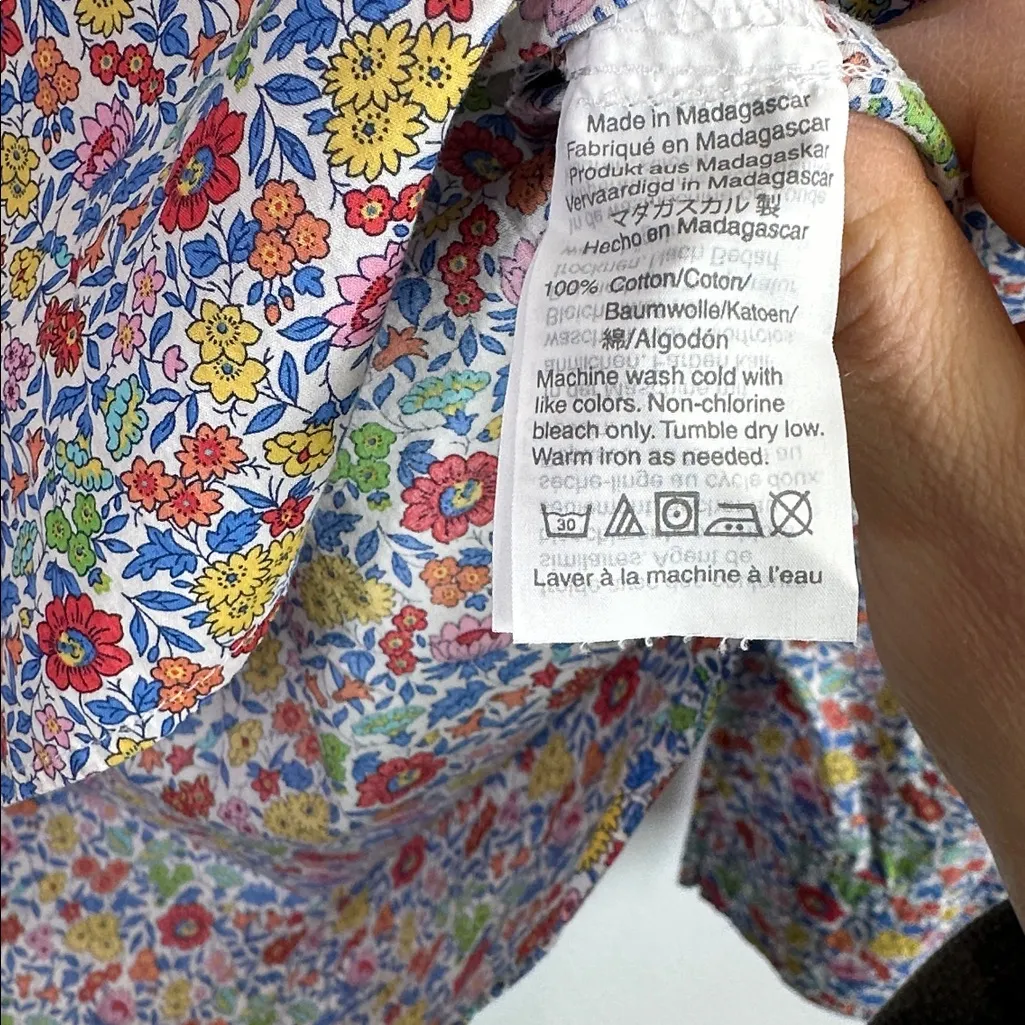 Made in Madagascar
Fabriqué en Madagascar
Produkt aus Madagaskar
Vervaardigd in Madagascar
マダガスカル 製
Hecho en Madagascar
100% Cotton/Coton/
Baumwolle/Katoen/
綿/Algodón
Machine wash cold with
like colors. Non-chlorine
bleach only. Tumble dry low.
Warm iron as needed.
30
Laver à la machine à l'eau